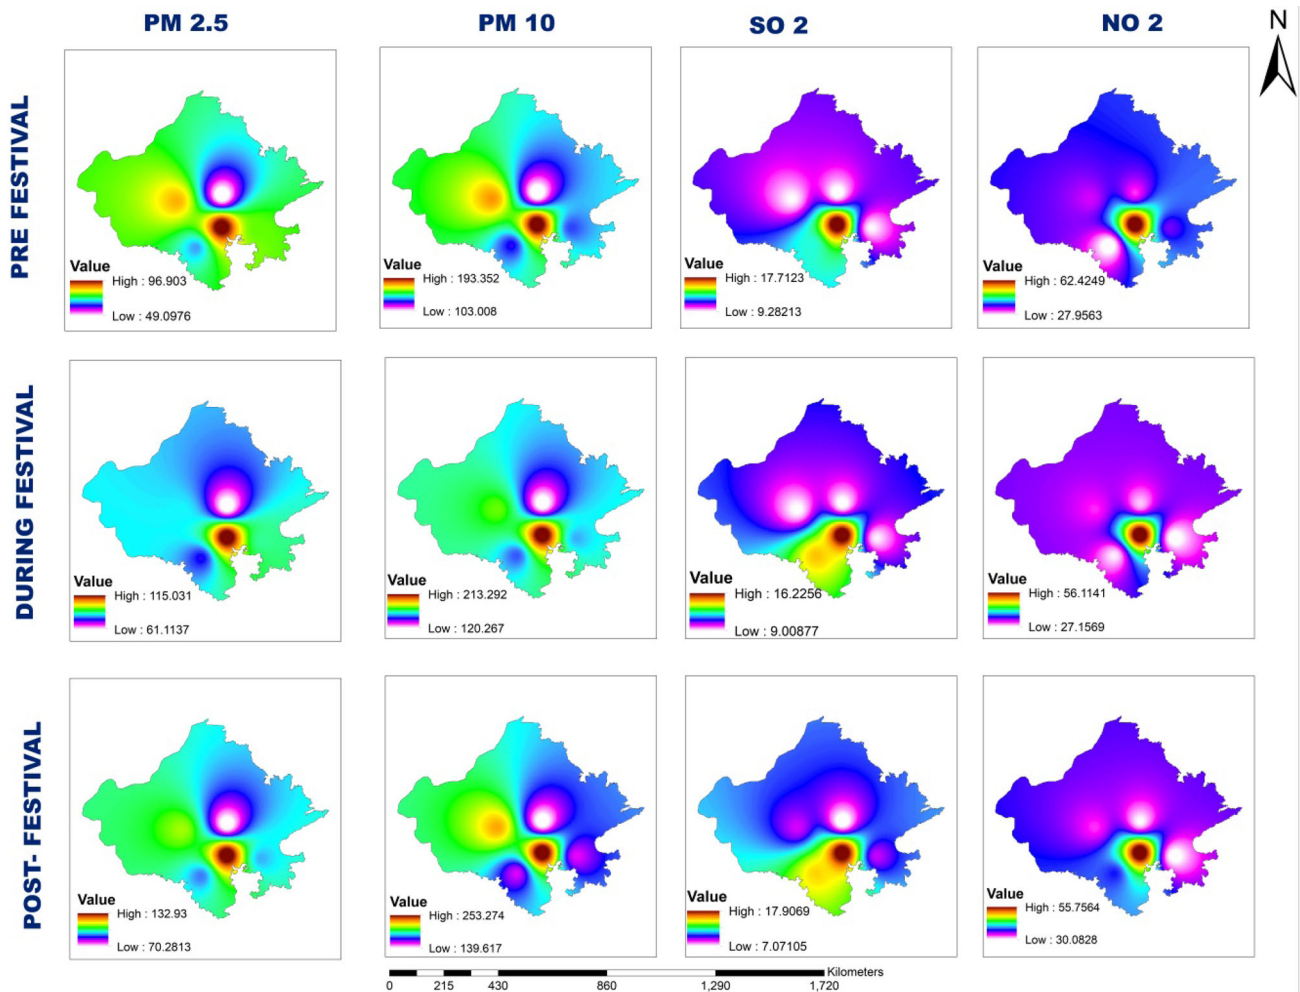 PM 2.5 PM 10 SO 2 NO 2 N
PRE FESTIVAL
Value
High : 96.903
Low : 49.0976
Value
High : 193.352
Low : 103.008
Value
High : 17.7123
Low : 9.28213
Value
High : 62.4249
Low : 27.9563
DURING FESTIVAL
Value
High : 115.031
Low : 61.1137
Value
High : 213.292
Low : 120.267
Value
High : 16.2256
Low : 9.00877
Value
High : 56.1141
Low : 27.1569
POST- FESTIVAL
Value
High : 132.93
Low : 70.2813
Value
High : 253.274
Low : 139.617
Value
High : 17.9069
Low : 7.07105
Value
High : 55.7564
Low : 30.0828
Kilometers
0 215 430 860 1,290 1,720